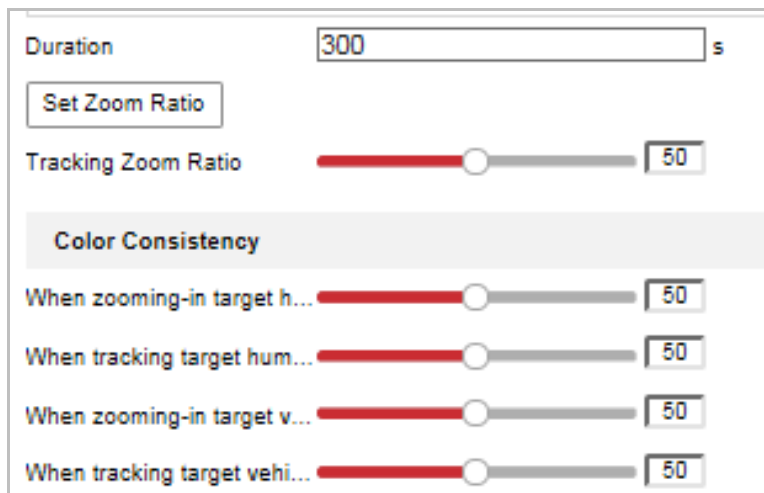 Duration 300 s
Set Zoom Ratio
Tracking Zoom Ratio 50
Color Consistency
When zooming-in target h... 50
When tracking target hum... 50
When zooming-in target v... 50
When tracking target vehi... 50